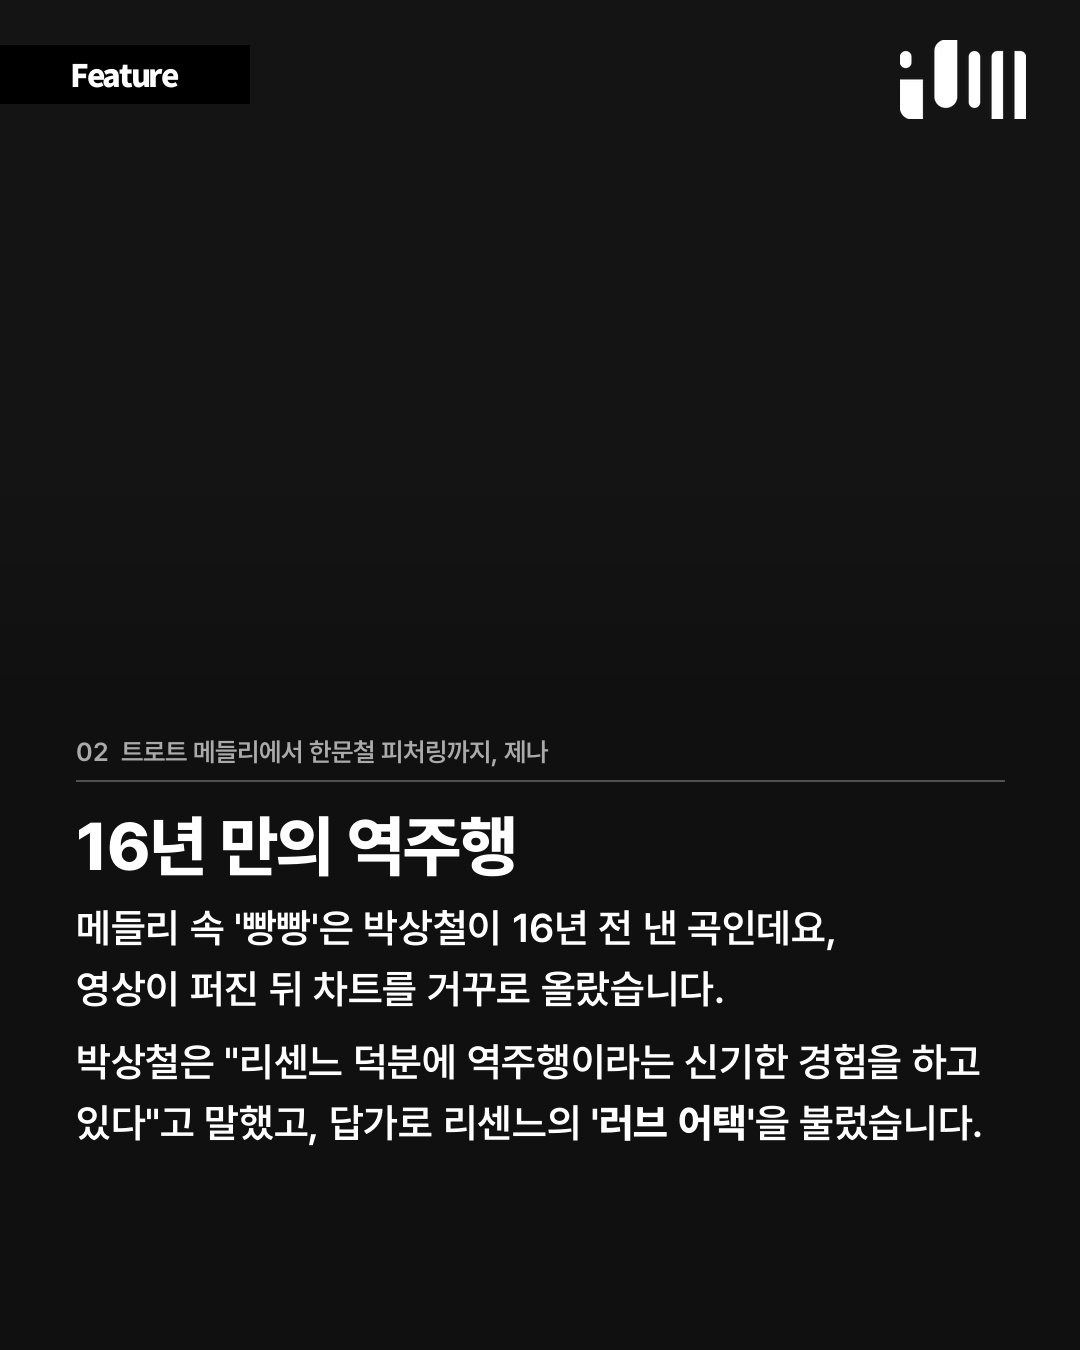 Feature
02 트로트 메들리에서 한문철 피처링까지, 제나
16년 만의 역주행
메들리 속 '빵빵'은 박상철이 16년 전 낸 곡인데요,
영상이 퍼진 뒤 차트를 거꾸로 올랐습니다.
박상철은 "리센느 덕분에 역주행이라는 신기한 경험을 하고
있다"고 말했고, 답가로 리센느의 '러브 어택'을 불렀습니다.